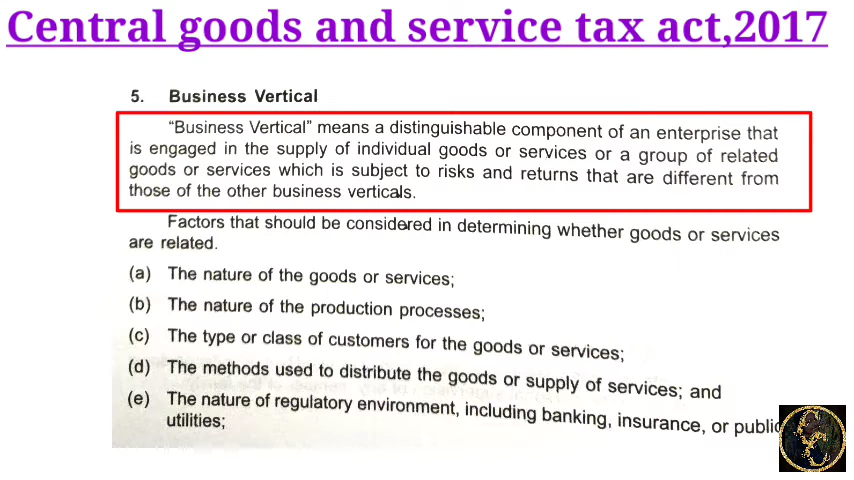 Central goods and service tax act,2017
5. Business Vertical
“Business Vertical” means a distinguishable component of an enterprise that
is engaged in the supply of individual goods or services or a group of related
goods or services which is subject to risks and returns that are different from
those of the other business verticals.
Factors that should be considered in determining whether goods or services
are related.
(a) The nature of the goods or services;
(b) The nature of the production processes;
(c) The type or class of customers for the goods or services;
(d) The methods used to distribute the goods or supply of services; and
(e) The nature of regulatory environment, including banking, insurance, or public
utilities;